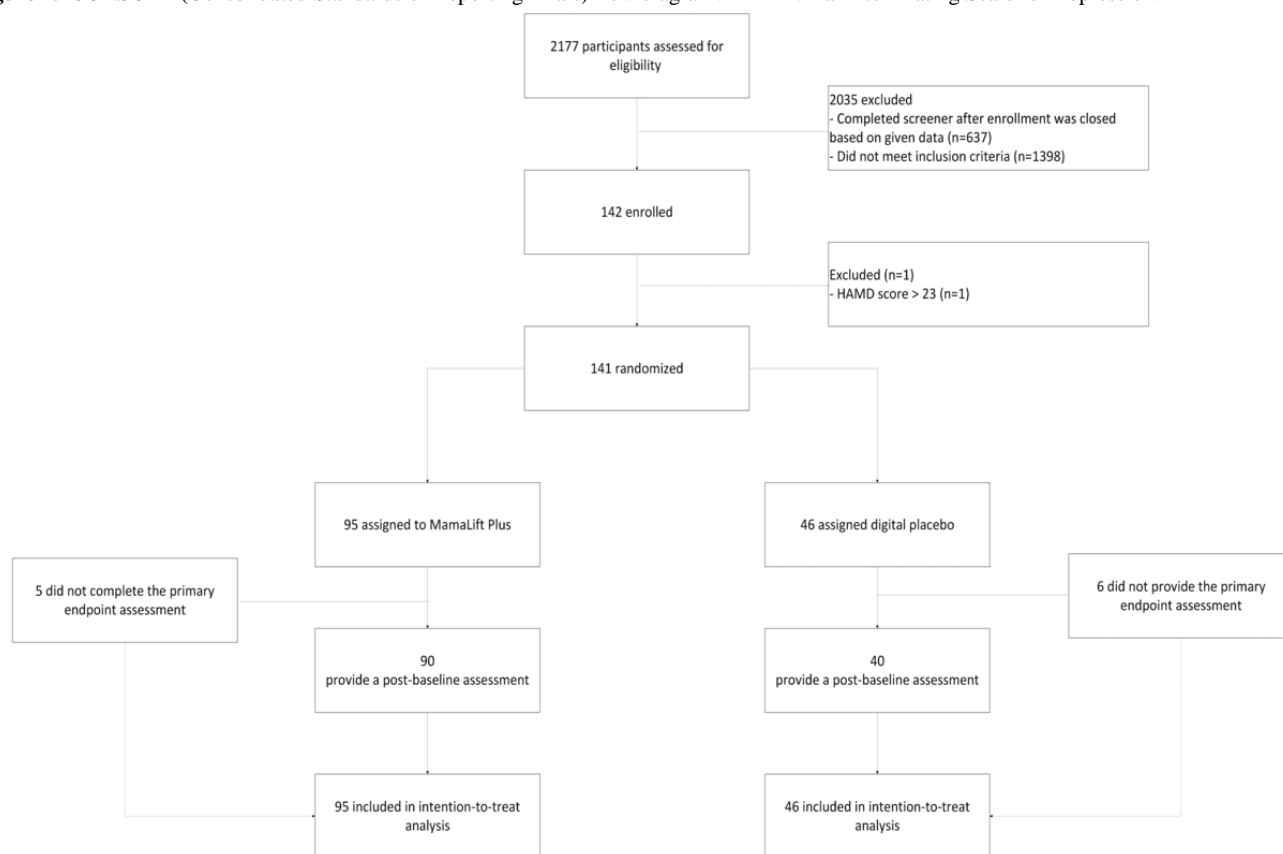 2177 participants assessed for
eligibility
2035 excluded
- Completed screener after enrollment was closed
based on given data (n=637)
- Did not meet inclusion criteria (n=1398)
142 enrolled
Excluded (n=1)
- HAMD score > 23 (n=1)
141 randomized
95 assigned to MamaLift Plus
46 assigned digital placebo
5 did not complete the primary
endpoint assessment
6 did not provide the primary
endpoint assessment
90
provide a post-baseline assessment
40
provide a post-baseline assessment
95 included in intention-to-treat
analysis
46 included in intention-to-treat
analysis